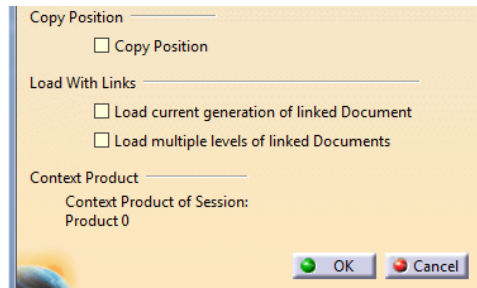 Copy Position
Copy Position
Load With Links
Load current generation of linked Document
Load multiple levels of linked Documents
Context Product
Context Product of Session:
Product 0
OK Cancel